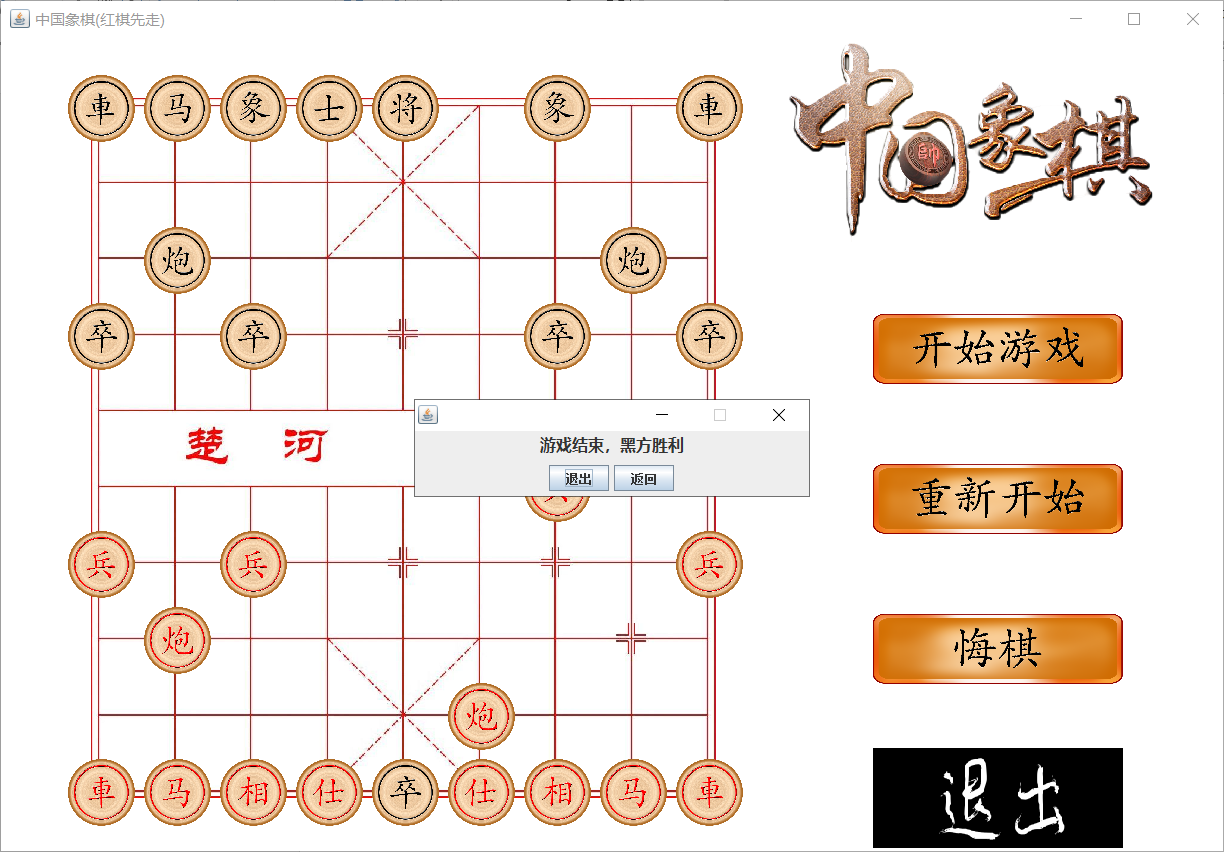 中国象棋(红棋先走)
中国象棋
帥
車 马 象 士 将 象 車
炮 炮
卒 卒 卒 卒
开始游戏
楚 河
游戏结束，黑方胜利
退出 返回
重新开始
兵 兵 兵
炮
悔棋
炮
車 马 相 仕 卒 仕 相 马 車
退出